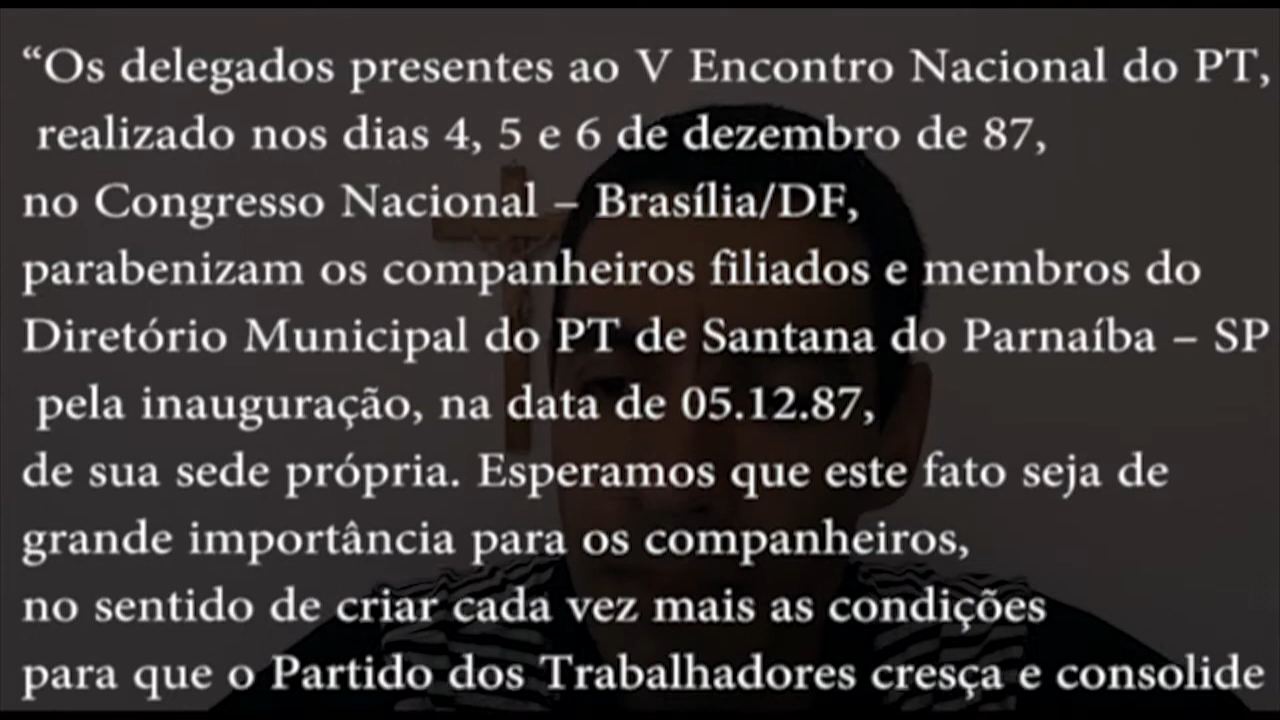 “Os delegados presentes ao V Encontro Nacional do PT,
realizado nos dias 4, 5 e 6 de dezembro de 87,
no Congresso Nacional – Brasília/DF,
parabenizam os companheiros filiados e membros do
Diretório Municipal do PT de Santana do Parnaíba – SP
pela inauguração, na data de 05.12.87,
de sua sede própria. Esperamos que este fato seja de
grande importância para os companheiros,
no sentido de criar cada vez mais as condições
para que o Partido dos Trabalhadores cresça e consolide